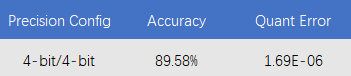 Precision Config Accuracy Quant Error
4-bit/4-bit 89.58% 1.69E-06